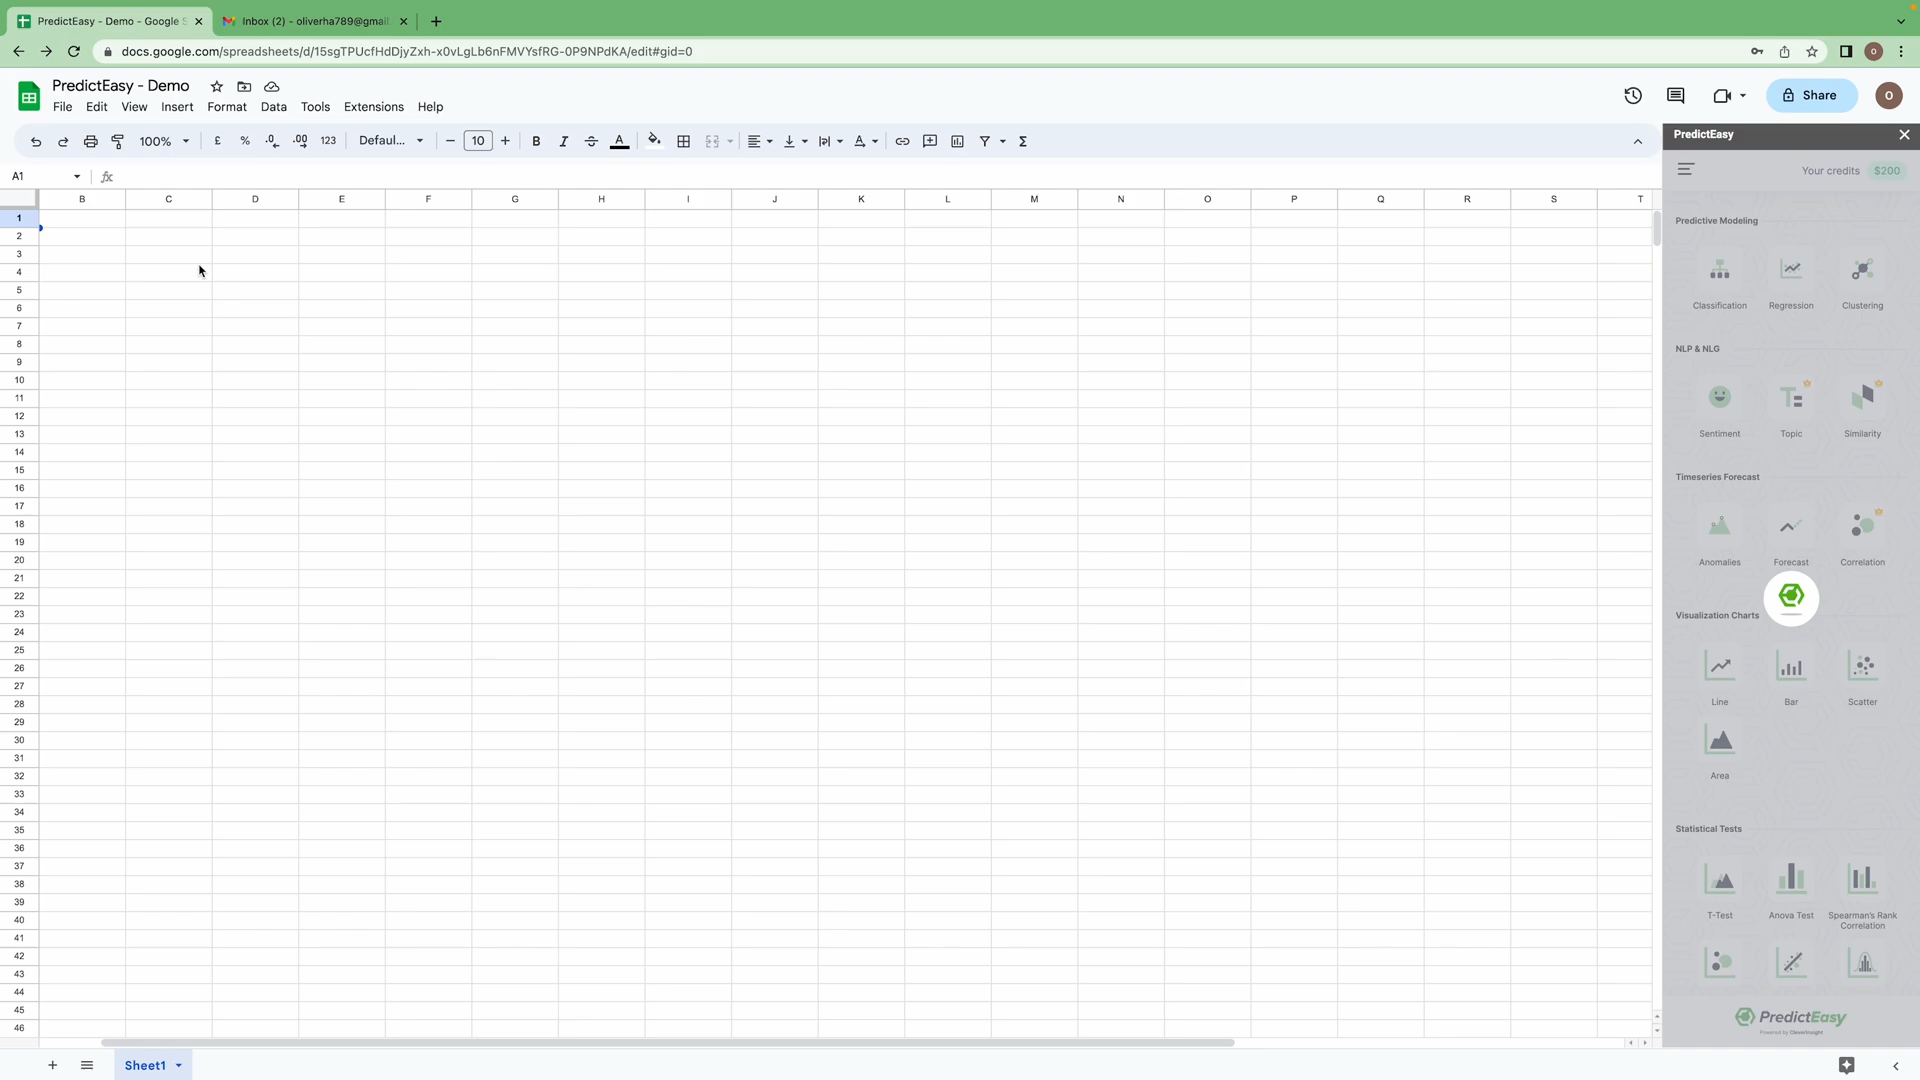 PredictEasy - Demo - Google S
Inbox (2) - oliverha789@gmail
docs.google.com/spreadsheets/d/15sgTPUcfHdDjyZxh-x0vLgLb6nFMVYsfRG-0P9NPdKA/edit#gid=0
O
PredictEasy - Demo
File Edit View Insert Format Data Tools Extensions Help
Share
O
100% £ % .0 .00 123 Defaul... 10 B I S A Σ
PredictEasy
A1 fx
Your credits $200
B C D E F G H I J K L M N O P Q R S T
1
2
3
4
5
6
7
8
9
10
11
12
13
14
15
16
17
18
19
20
21
22
23
24
25
26
27
28
29
30
31
32
33
34
35
36
37
38
39
40
41
42
43
44
45
46
Predictive Modeling
Classification Regression Clustering
NLP & NLG
Sentiment Topic Similarity
Timeseries Forecast
Anomalies Forecast Correlation
Visualization Charts
Line Bar Scatter
Area
Statistical Tests
T-Test Anova Test Spearman's Rank
Correlation
PredictEasy
Powered by CleverInsight
Sheet1